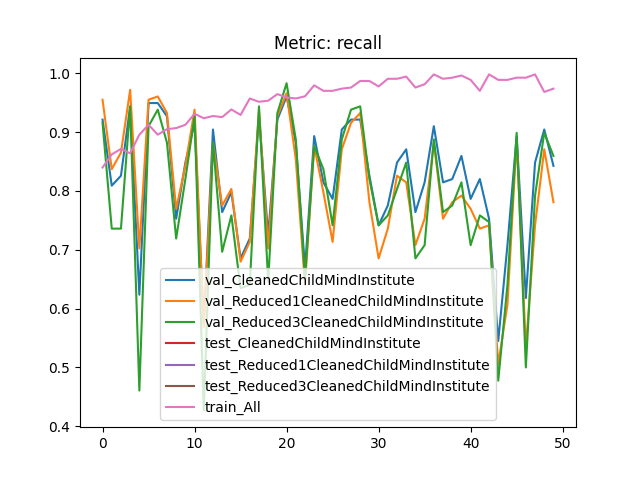 Metric: recall
1.0
0.9
0.8
0.7
0.6
0.5
0.4
val_CleanedChildMindInstitute
val_Reduced1CleanedChildMindInstitute
val_Reduced3CleanedChildMindInstitute
test_CleanedChildMindInstitute
test_Reduced1CleanedChildMindInstitute
test_Reduced3CleanedChildMindInstitute
train_All
0 10 20 30 40 50